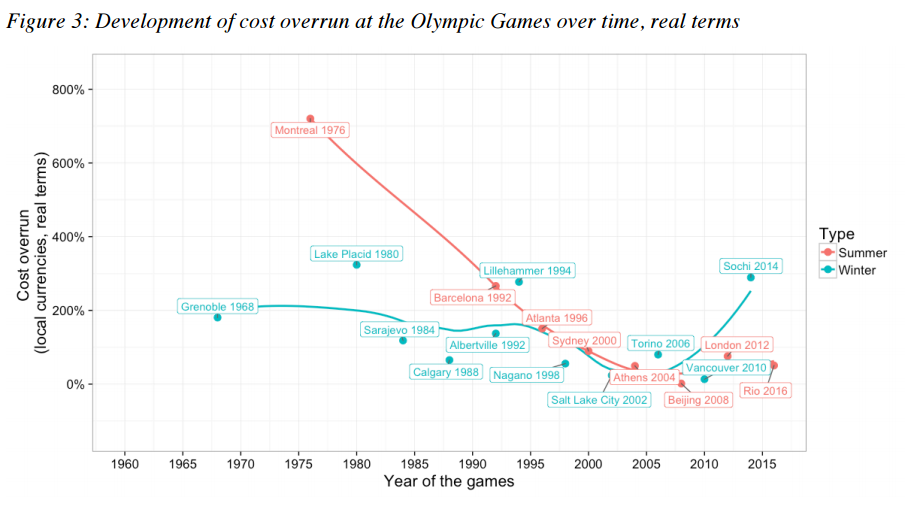 Figure 3: Development of cost overrun at the Olympic Games over time, real terms
Cost overrun
(local currencies, real terms)
800%
600%
400%
200%
0%
Montreal 1976
Lake Placid 1980
Lillehammer 1994
Sochi 2014
Barcelona 1992
Grenoble 1968
Atlanta 1996
Sarajevo 1984
Sydney 2000
Albertville 1992
Torino 2006
London 2012
Calgary 1988
Nagano 1998
Athens 2004
Vancouver 2010
Rio 2016
Salt Lake City 2002
Beijing 2008
1960 1965 1970 1975 1980 1985 1990 1995 2000 2005 2010 2015
Year of the games
Type
Summer
Winter